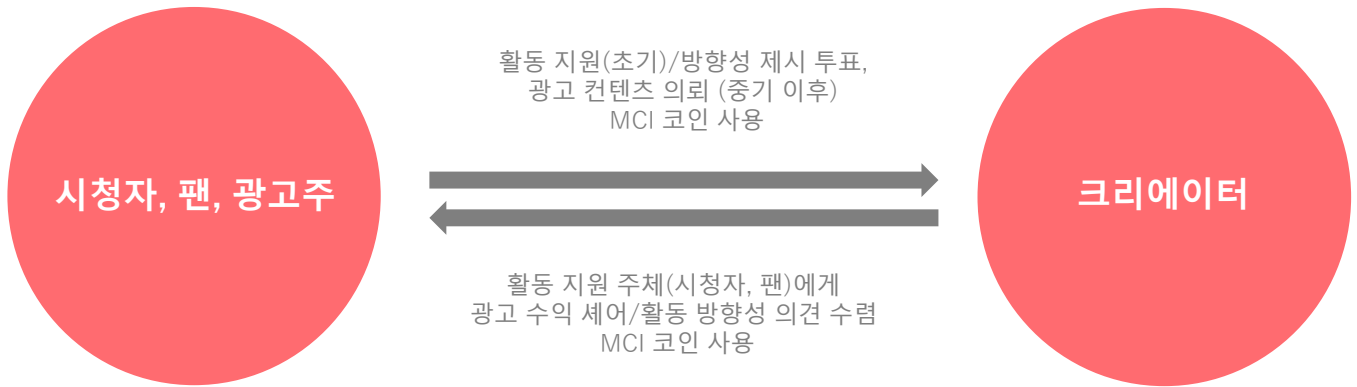 활동 지원(초기)/방향성 제시 투표,
광고 컨텐츠 의뢰 (중기 이후)
MCI 코인 사용
시청자, 팬, 광고주
크리에이터
활동 지원 주체(시청자, 팬)에게
광고 수익 셰어/활동 방향성 의견 수렴
MCI 코인 사용